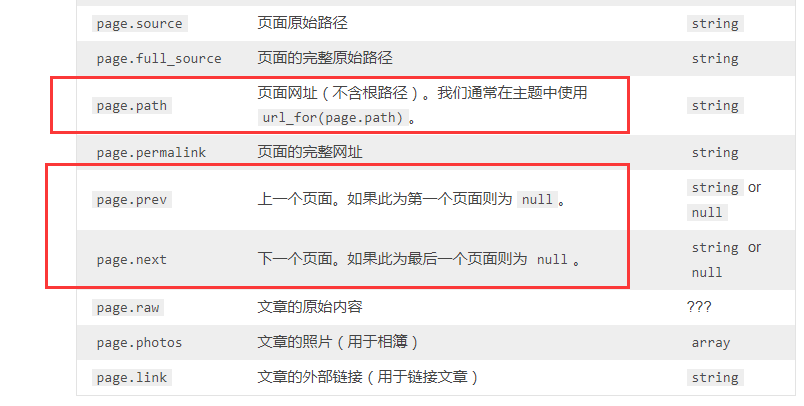 page.source 页面原始路径 string
page.full_source 页面的完整原始路径 string
页面网址（不含根路径）。我们通常在主题中使用
page.path string
url_for(page.path)。
page.permalink 页面的完整网址 string
string or
page.prev 上一个页面。如果此为第一个页面则为 null。
null
string or
page.next 下一个页面。如果此为最后一个页面则为 null。
null
page.raw 文章的原始内容 ???
page.photos 文章的照片（用于相簿） array
page.link 文章的外部链接（用于链接文章） string